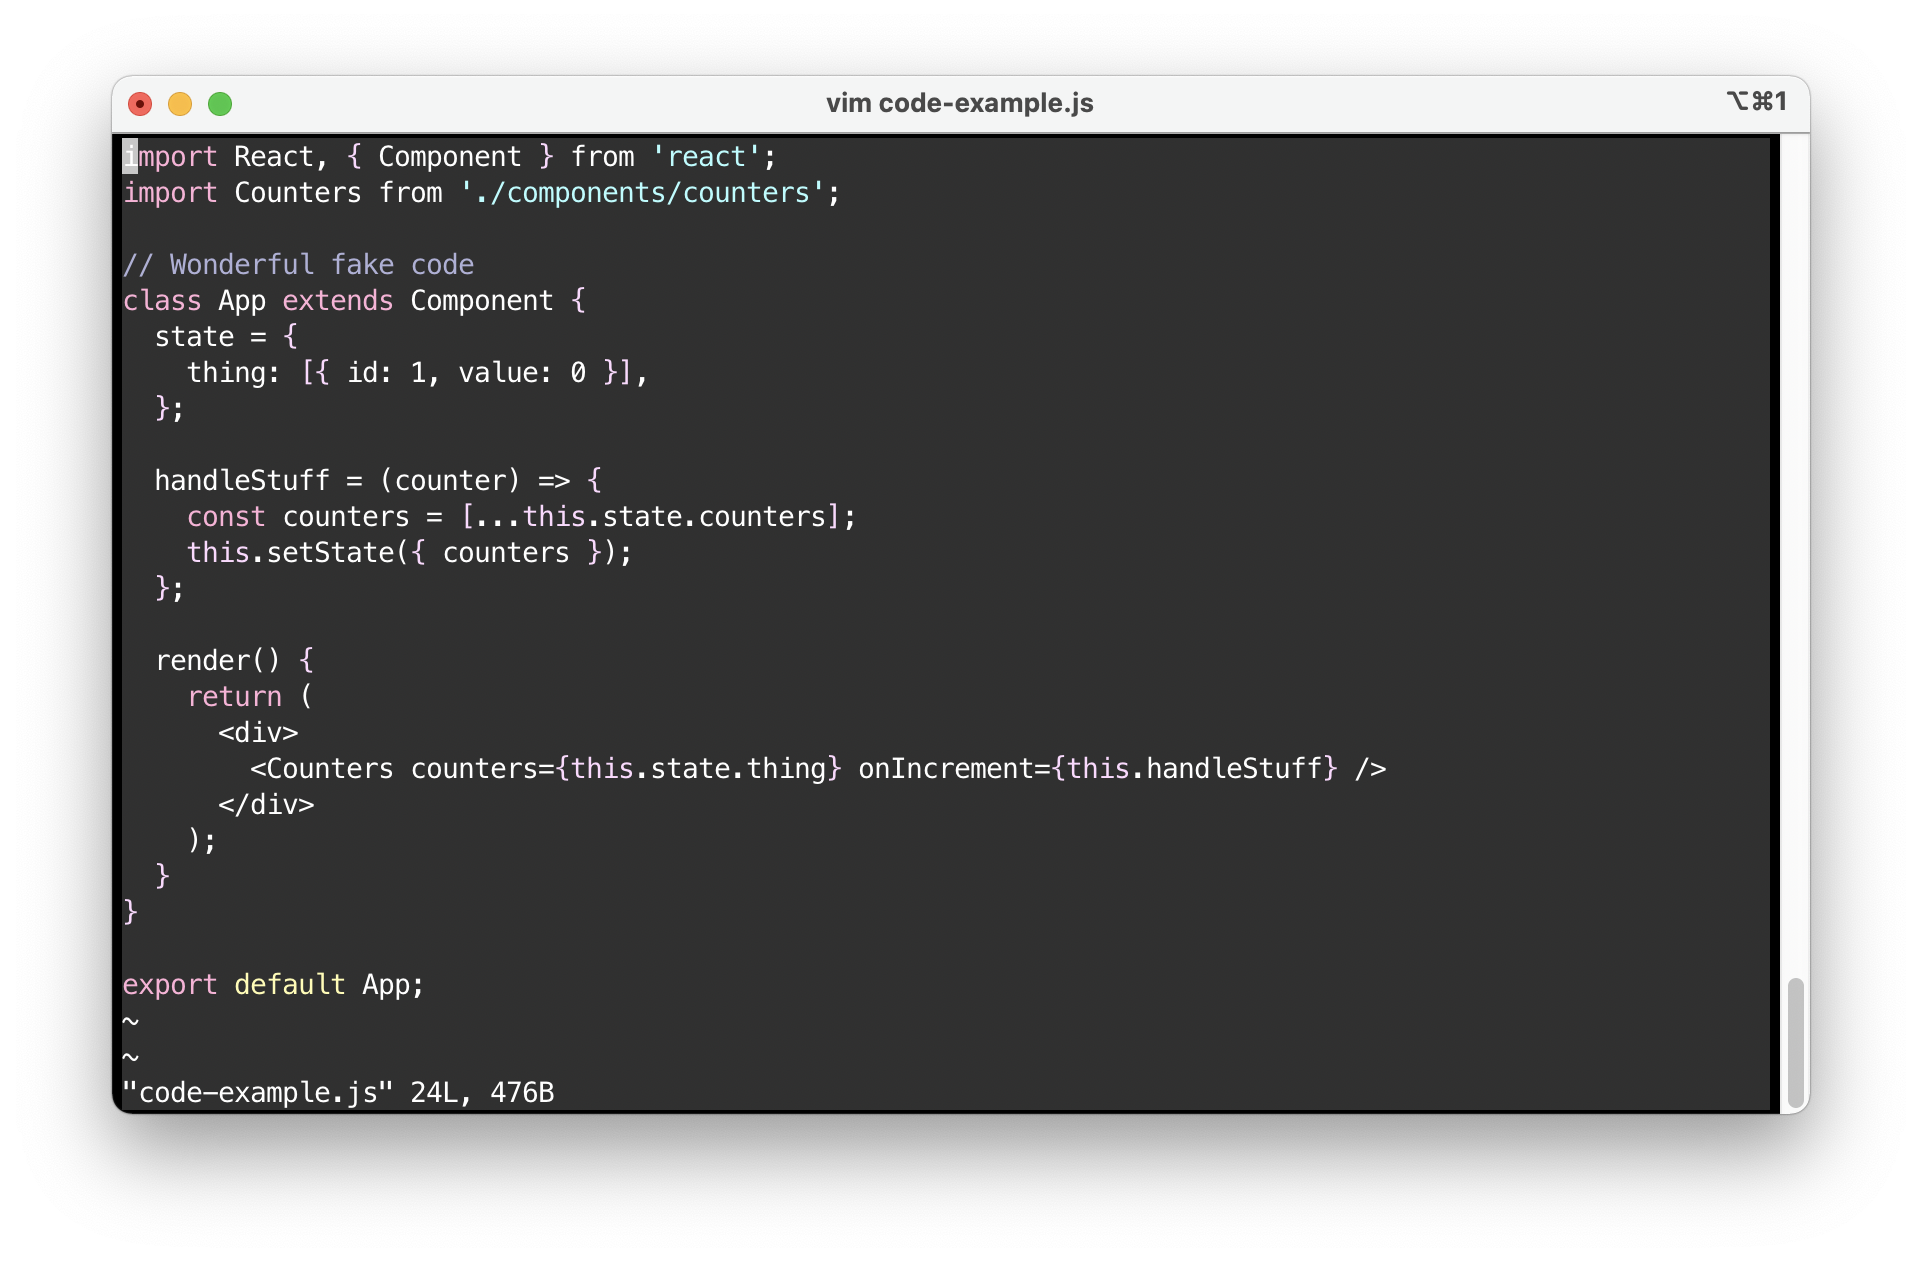 vim code-example.js
⌥⌘1
import React, { Component } from 'react';
import Counters from './components/counters';

// Wonderful fake code
class App extends Component {
  state = {
    thing: [{ id: 1, value: 0 }],
  };

  handleStuff = (counter) => {
    const counters = [...this.state.counters];
    this.setState({ counters });
  };

  render() {
    return (
      <div>
        <Counters counters={this.state.thing} onIncrement={this.handleStuff} />
      </div>
    );
  }
}

export default App;
~
~
"code-example.js" 24L, 476B